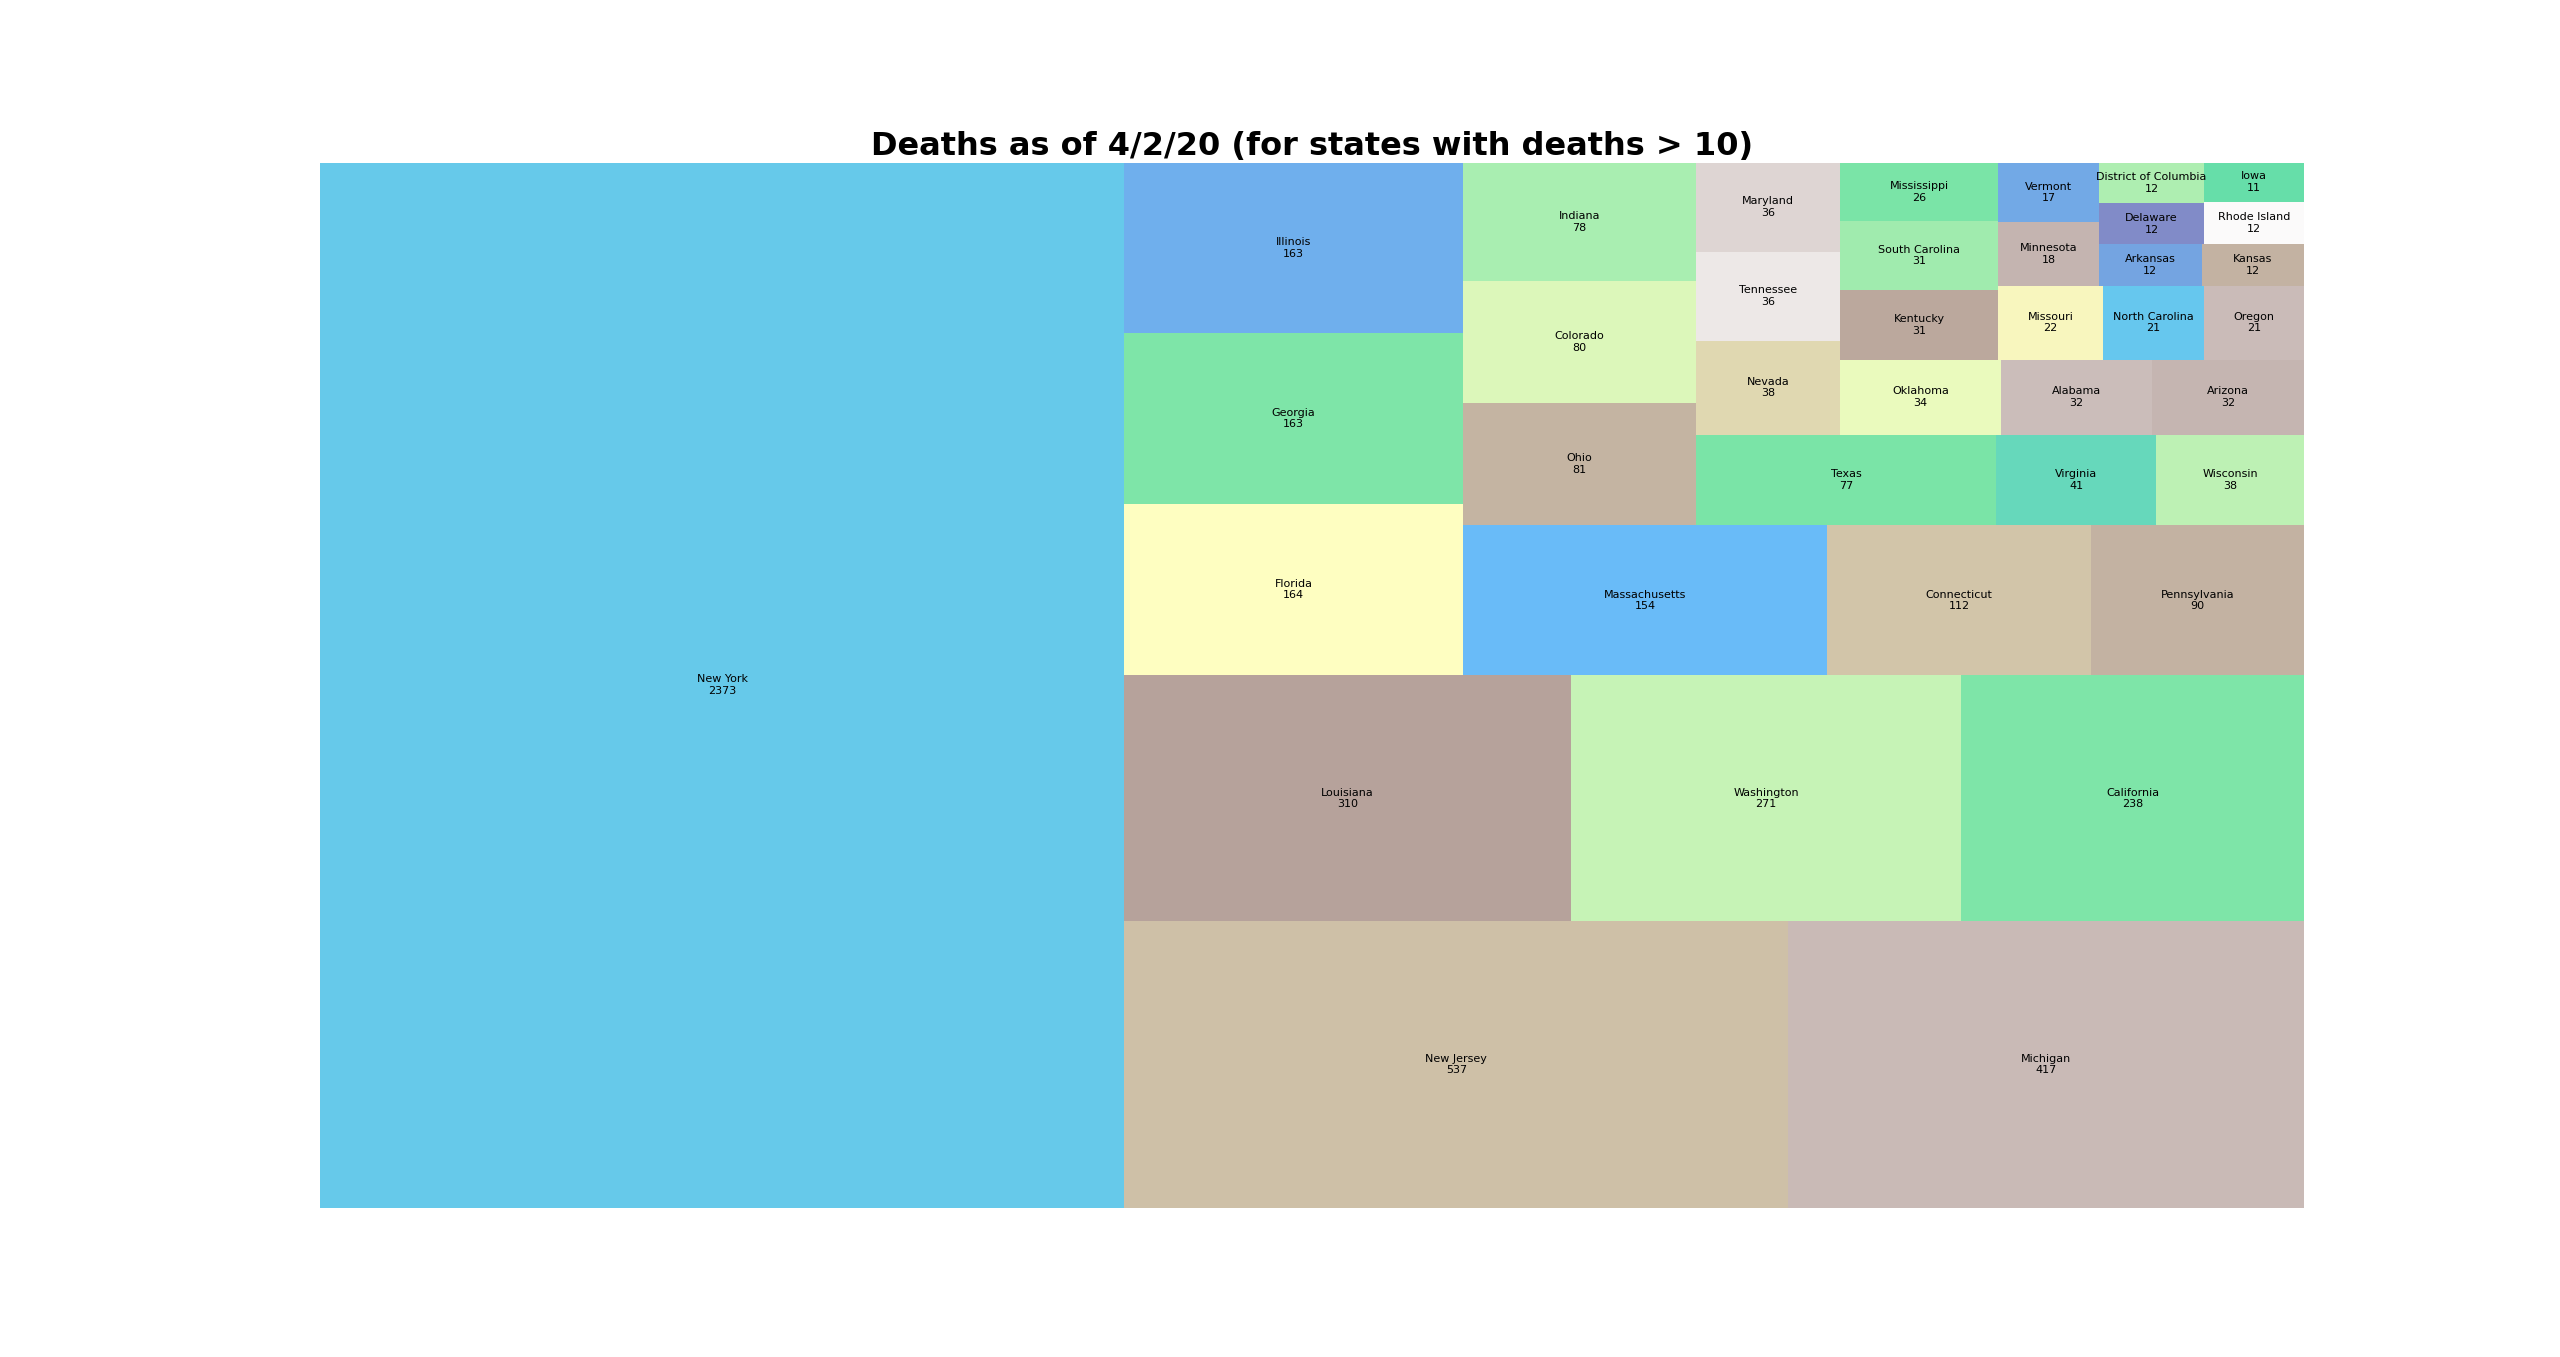 Deaths as of 4/2/20 (for states with deaths > 10)
New York
2373
Illinois
163
Georgia
163
Florida
164
Indiana
78
Colorado
80
Ohio
81
Maryland
36
Tennessee
36
Nevada
38
Mississippi
26
South Carolina
31
Kentucky
31
Vermont
17
Minnesota
18
District of Columbia
12
Iowa
11
Delaware
12
Rhode Island
12
Arkansas
12
Kansas
12
Missouri
22
North Carolina
21
Oregon
21
Oklahoma
34
Alabama
32
Arizona
32
Texas
77
Virginia
41
Wisconsin
38
Massachusetts
154
Connecticut
112
Pennsylvania
90
Louisiana
310
Washington
271
California
238
New Jersey
537
Michigan
417